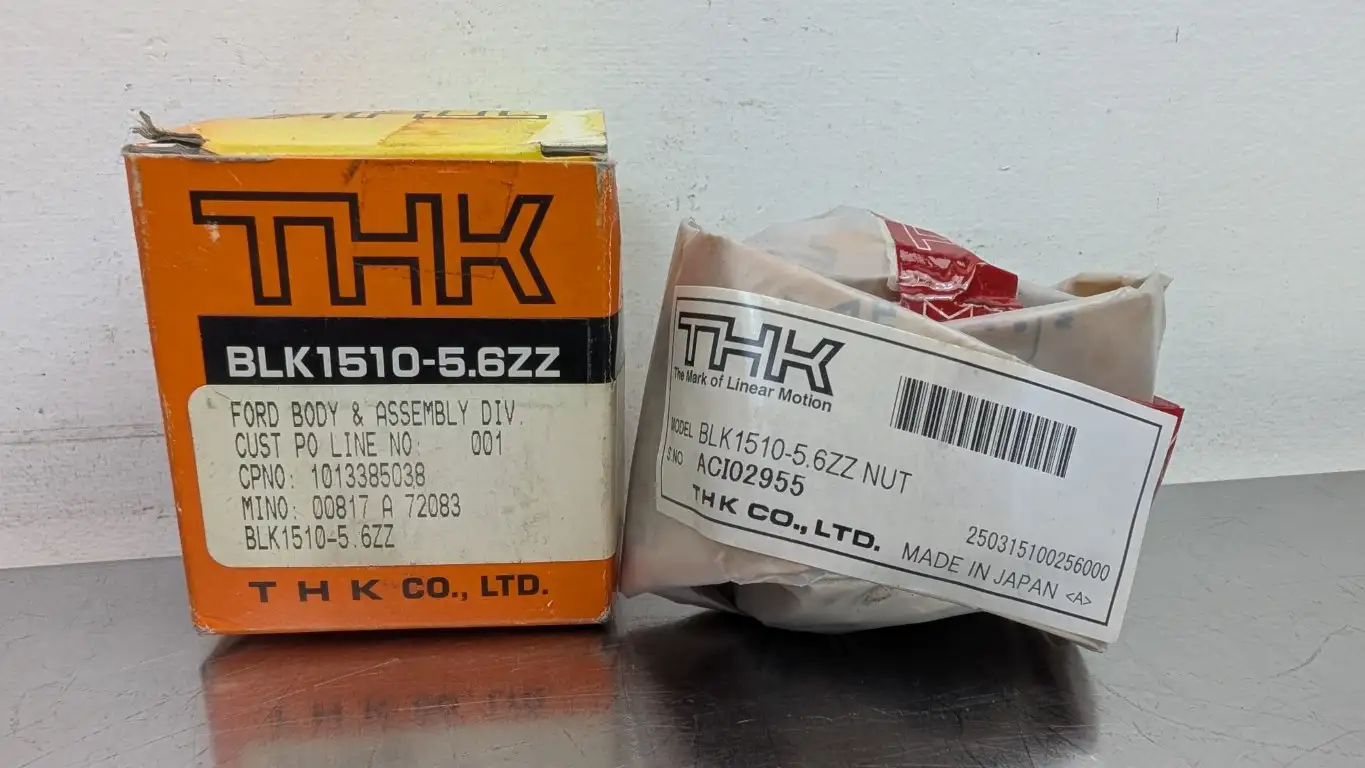 THK
BLK1510-5.6ZZ
FORD BODY & ASSEMBLY DIV.
CUST PO LINE NO: 001
CPNO: 1013385038
MINO: 00817 A 72083
BLK1510-5.6ZZ
THK CO., LTD.
THK
The Mark of Linear Motion
MODEL BLK1510-5.6ZZ NUT
S.NO ACI02955
THK CO., LTD.
250315100256000
MADE IN JAPAN <A>